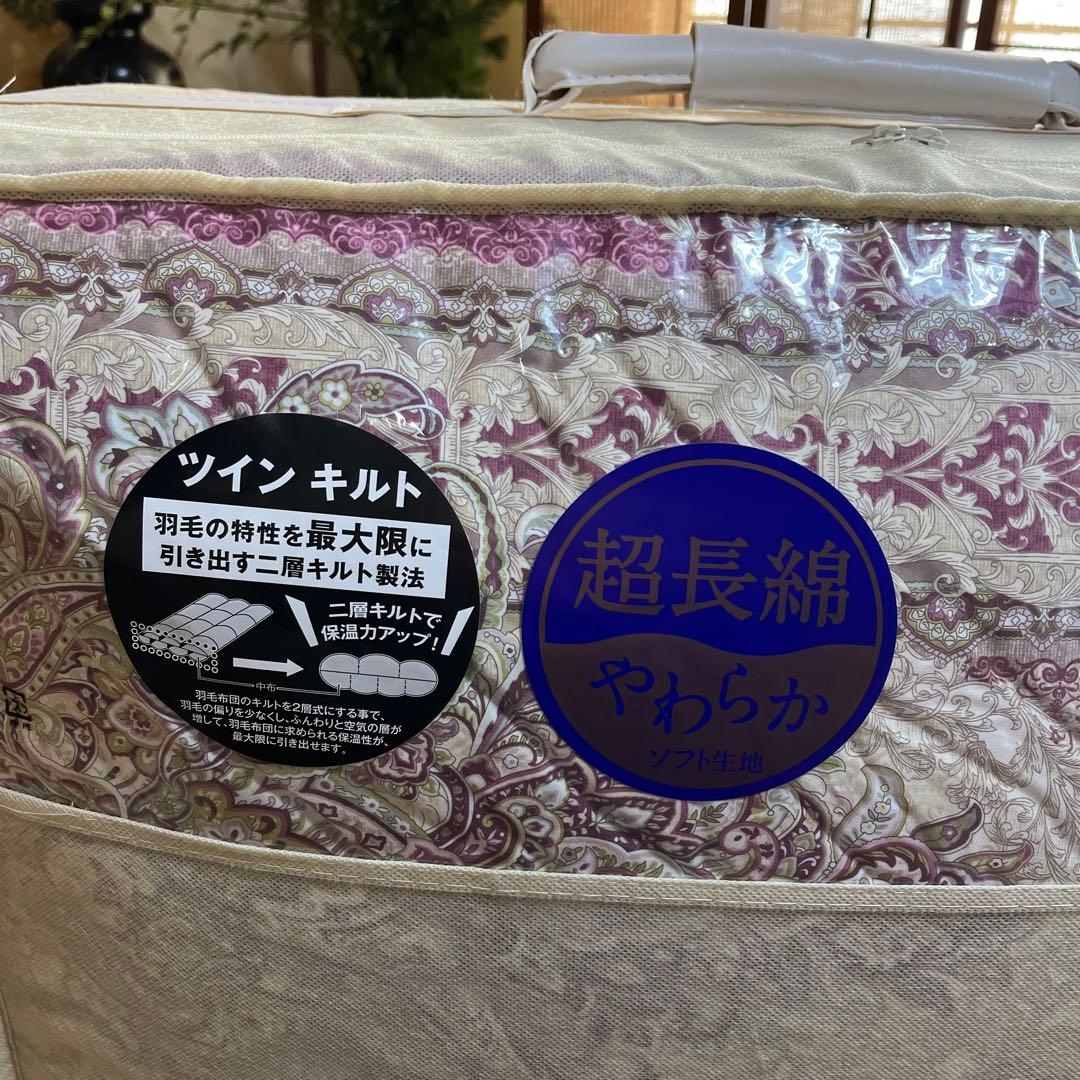 ツイン キルト
羽毛の特性を最大限に
引き出す二層キルト製法
二層キルトで
保温力アップ!
中布
羽毛布団のキルトを2層式にする事で、
羽毛の偏りを少なくし、ふんわりと空気の層が
増して、羽毛布団に求められる保温性が、
最大限に引き出せます。
超長綿
やわらか
ソフト生地
PE